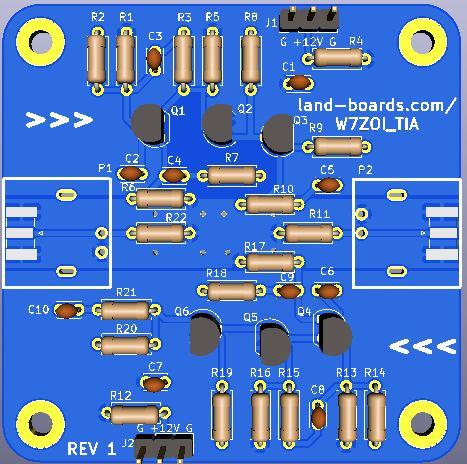 R2 R1 R3 R5 R8 J1
G +12V G
C3 R4
C1
land-boards.com/
W7ZOI_TIA
>>> Q1 Q2 Q3 R9
P1 C2 C4 R7 C5 P2
R6 R10
R22 R11
R17
R18 C9 C6
C10 R21 Q6 Q5 Q4
R20
C7 <<<
R12 R19 R16 R15 C8 R13 R14
G +12V G
REV 1 J2